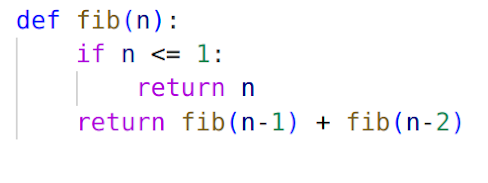 def fib(n):
    if n <= 1:
        return n
    return fib(n-1) + fib(n-2)